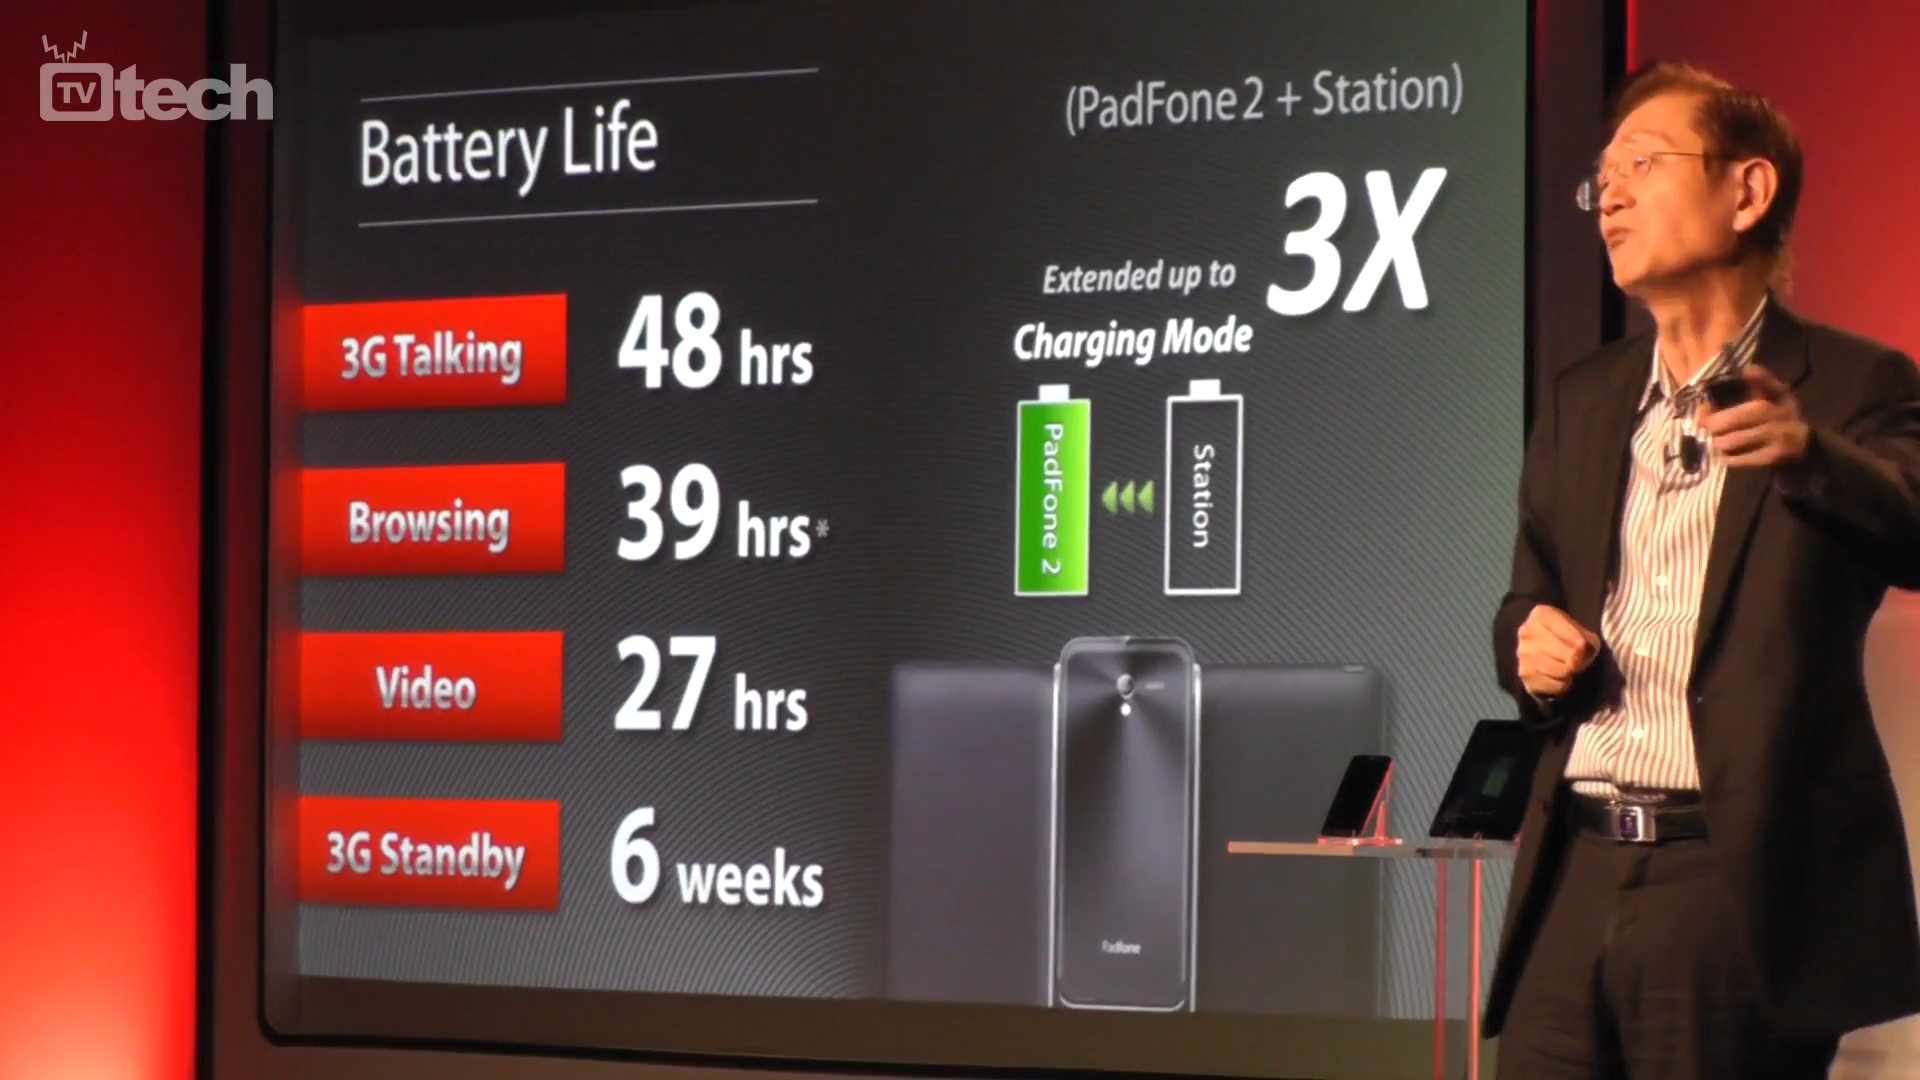 TV tech
Battery Life
(PadFone 2 + Station)
3X
Extended up to
Charging Mode
3G Talking 48 hrs
Browsing 39 hrs*
Video 27 hrs
3G Standby 6 weeks
PadFone 2
Station
Padfone